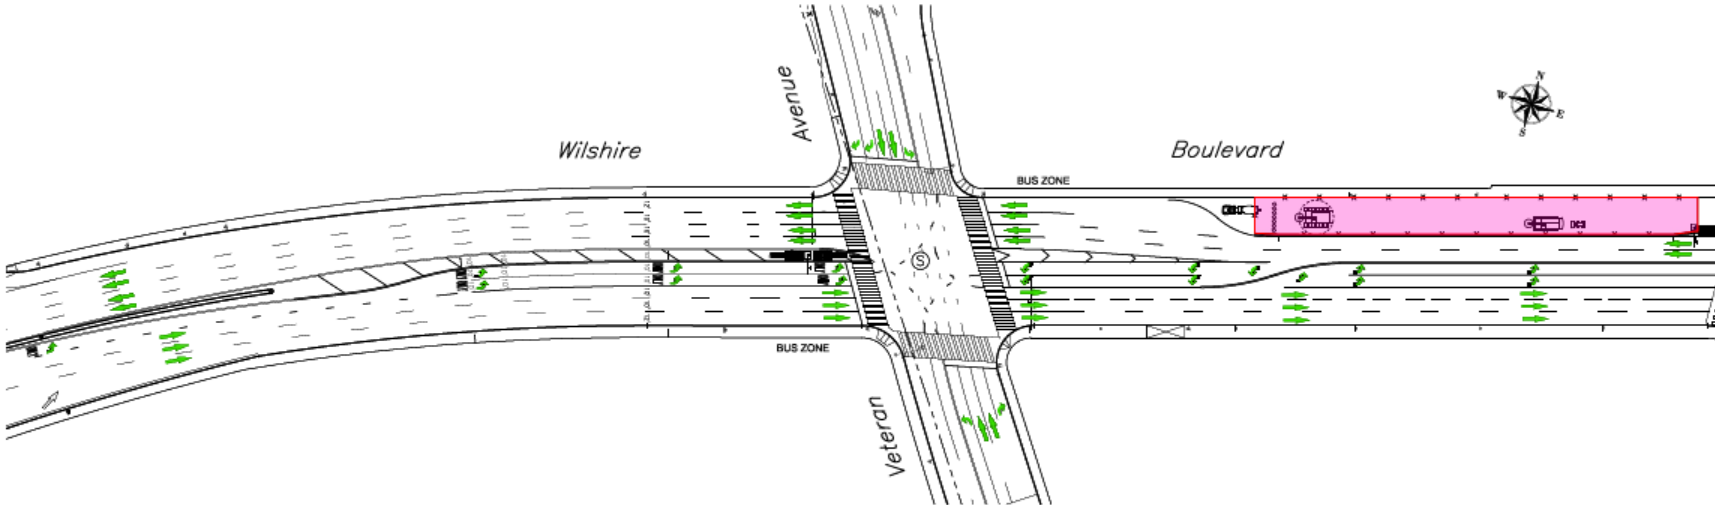 Avenue
Wilshire
Boulevard
N
W
E
S
BUS ZONE
S
BUS ZONE
Veteran